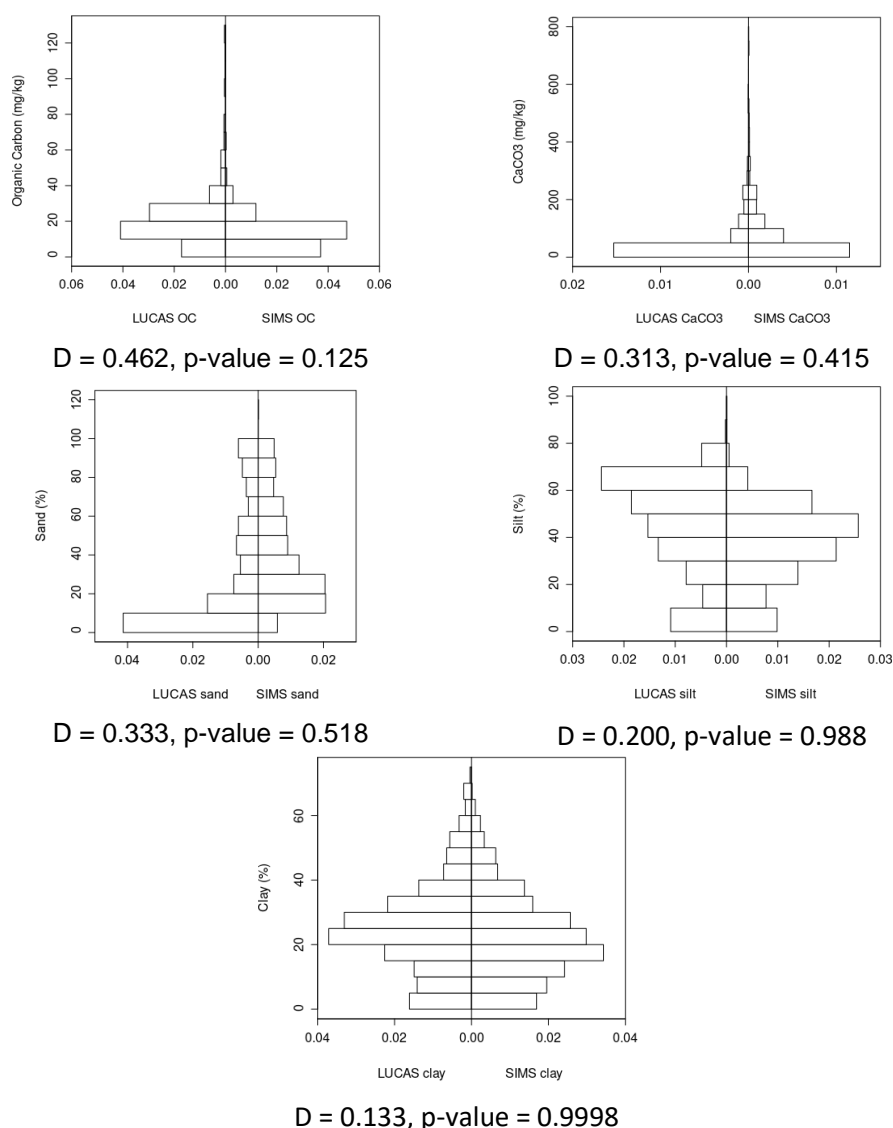 Organic Carbon (mg/kg)
120
80
60
40
20
0
0.06 0.04 0.02 0.00 0.02 0.04 0.06
LUCAS OC SIMS OC
D = 0.462, p-value = 0.125
CaCO3 (mg/kg)
800
600
400
200
0
0.02 0.01 0.00 0.01
LUCAS CaCO3 SIMS CaCO3
D = 0.313, p-value = 0.415
Sand (%)
120
100
80
60
40
20
0
0.04 0.02 0.00 0.02
LUCAS sand SIMS sand
D = 0.333, p-value = 0.518
Silt (%)
100
80
60
40
20
0
0.03 0.02 0.01 0.00 0.01 0.02 0.03
LUCAS silt SIMS silt
D = 0.200, p-value = 0.988
Clay (%)
60
40
20
0
0.04 0.02 0.00 0.02 0.04
LUCAS clay SIMS clay
D = 0.133, p-value = 0.9998